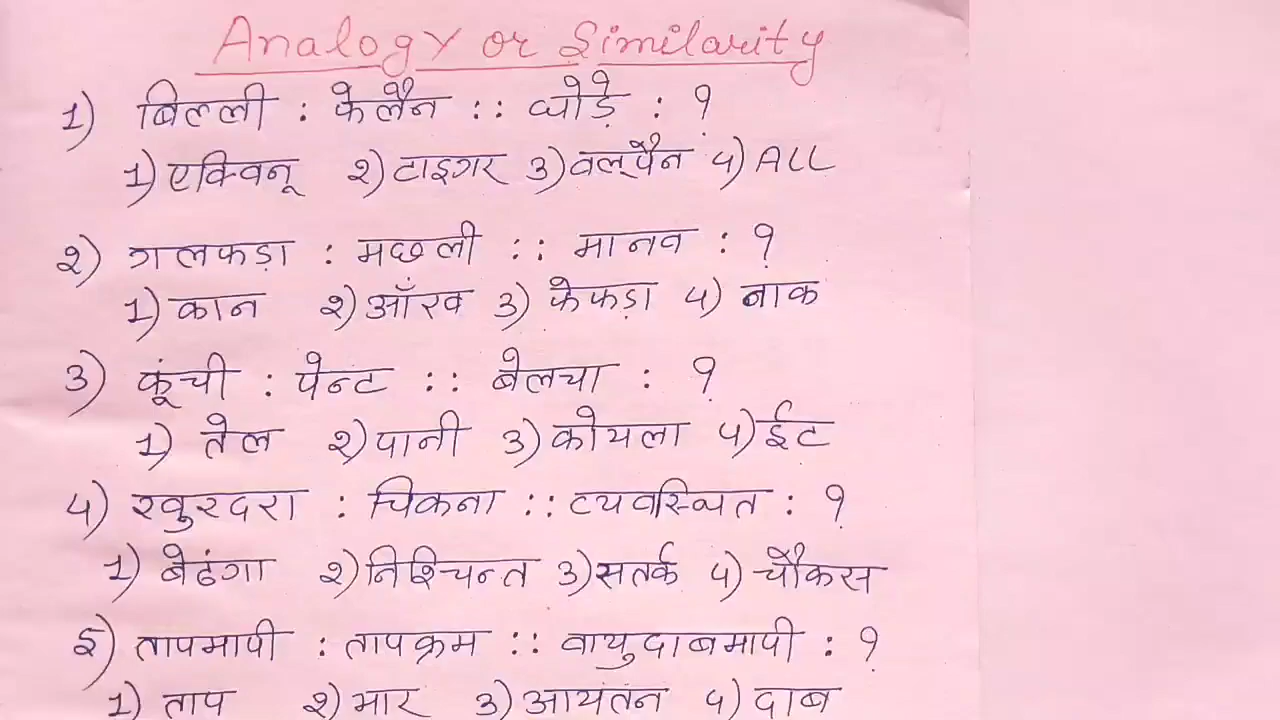 Analogy or Similarity
1) बिल्ली : फेलैन :: घोड़े : ?
1) एक्विनू 2) टाइगर 3) वल्पैन 4) ALL
2) गलफड़ा : मछली :: मानव : ?
1) कान 2) आँख 3) फेफड़ा 4) नाक
3) कूंची : पेन्ट :: बेलचा : ?
1) तेल 2) पानी 3) कोयला 4) ईट
4) खुरदरा : चिकना :: व्यवस्थित : ?
1) बेढंगा 2) निश्चिन्त 3) सतर्क 4) चौकस
5) तापमापी : तापक्रम :: वायुदाबमापी : ?
1) ताप 2) भार 3) आयतन 4) दाब